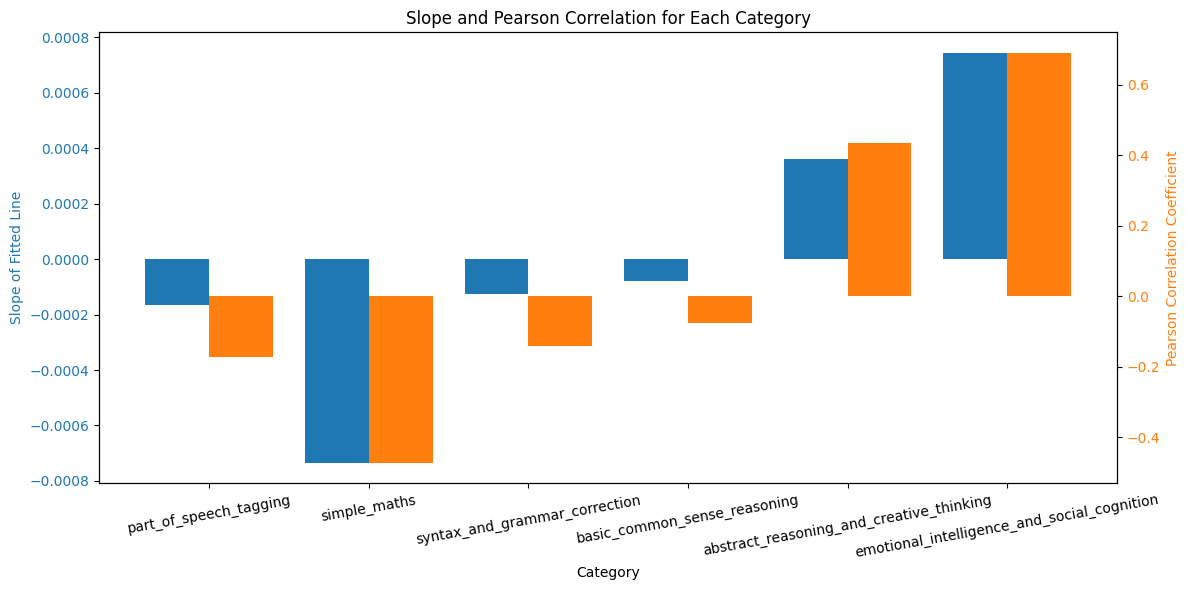 Slope and Pearson Correlation for Each Category
0.0008
0.0006
0.0004
0.0002
0.0000
−0.0002
−0.0004
−0.0006
−0.0008
Slope of Fitted Line
0.6
0.4
0.2
0.0
−0.2
−0.4
Pearson Correlation Coefficient
part_of_speech_tagging
simple_maths
syntax_and_grammar_correction
basic_common_sense_reasoning
abstract_reasoning_and_creative_thinking
emotional_intelligence_and_social_cognition
Category